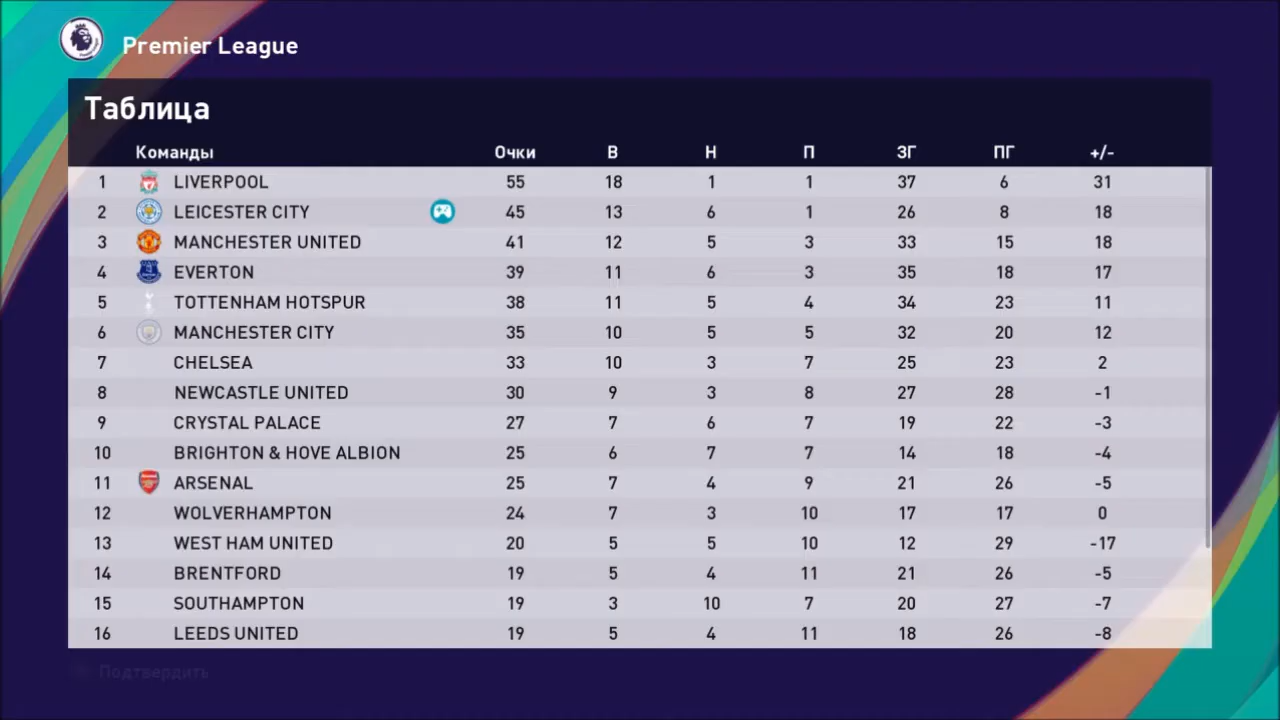 Premier League
Таблица
Команды Очки В Н П ЗГ ПГ +/-
1 LIVERPOOL 55 18 1 1 37 6 31
2 LEICESTER CITY 45 13 6 1 26 8 18
3 MANCHESTER UNITED 41 12 5 3 33 15 18
4 EVERTON 39 11 6 3 35 18 17
5 TOTTENHAM HOTSPUR 38 11 5 4 34 23 11
6 MANCHESTER CITY 35 10 5 5 32 20 12
7 CHELSEA 33 10 3 7 25 23 2
8 NEWCASTLE UNITED 30 9 3 8 27 28 -1
9 CRYSTAL PALACE 27 7 6 7 19 22 -3
10 BRIGHTON & HOVE ALBION 25 6 7 7 14 18 -4
11 ARSENAL 25 7 4 9 21 26 -5
12 WOLVERHAMPTON 24 7 3 10 17 17 0
13 WEST HAM UNITED 20 5 5 10 12 29 -17
14 BRENTFORD 19 5 4 11 21 26 -5
15 SOUTHAMPTON 19 3 10 7 20 27 -7
16 LEEDS UNITED 19 5 4 11 18 26 -8
Подтвердить